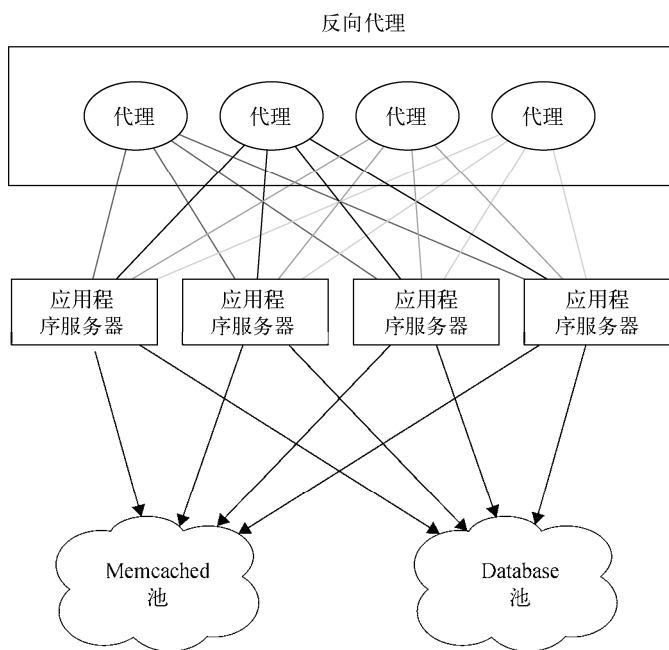 反向代理
代理
代理
代理
代理
应用程
序服务器
应用程
序服务器
应用程
序服务器
应用程
序服务器
Memcached
池
Database
池